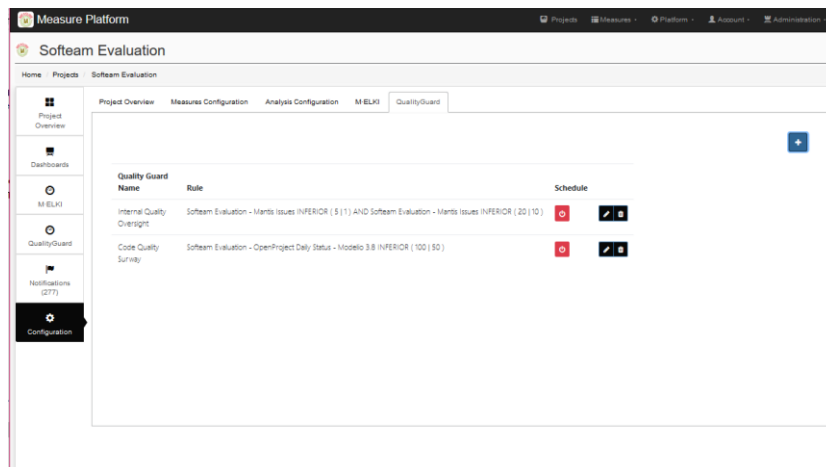 Measure Platform
Projects Measures Platform Account Administration
Softeam Evaluation
Home / Projects / Softeam Evaluation
Project Overview Measures Configuration Analysis Configuration M-ELKI QualityGuard
Project
Overview
Dashboards
M-ELKI
QualityGuard
Notifications
(277)
Configuration
+
Quality Guard
Name Rule Schedule
Internal Quality Softeam Evaluation - Mantis Issues INFERIOR ( 5 | 1 ) AND Softeam Evaluation - Mantis Issues INFERIOR ( 20 | 10 )
Oversight
Code Quality Softeam Evaluation - OpenProject Daily Status - Modelio 3.8 INFERIOR ( 100 | 50 )
Surway